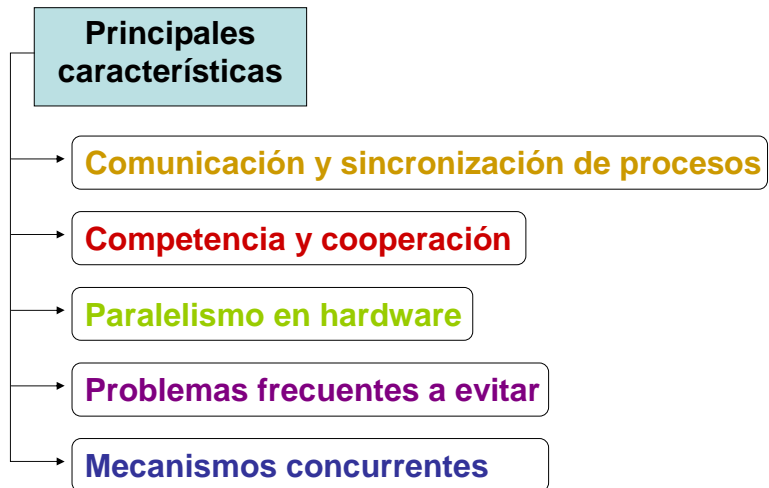 Principales
características
Comunicación y sincronización de procesos
Competencia y cooperación
Paralelismo en hardware
Problemas frecuentes a evitar
Mecanismos concurrentes